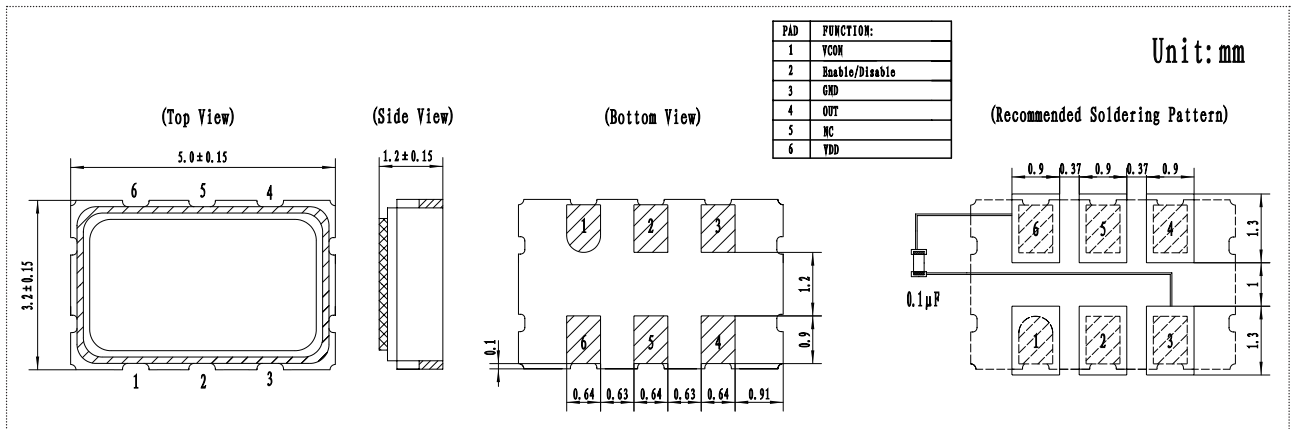 PAD FUNCTION:
1 VCON
2 Enable/Disable
3 GND
4 OUT
5 NC
6 VDD
Unit:mm
(Top View)
(Side View)
(Bottom View)
(Recommended Soldering Pattern)
5.0±0.15
3.2±0.15
6 5 4
1 2 3
1.2±0.15
1 2 3
6 5 4
1.2
0.9
0.1
0.64 0.63 0.64 0.63 0.64 0.91
0.9 0.37 0.9 0.37 0.9
6 5 4
1 2 3
1.3
1
1.3
0.1μF